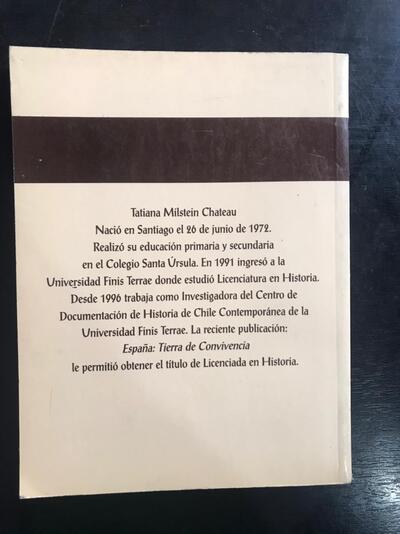 Tatiana Milstein Chateau
Nació en Santiago el 26 de junio de 1972.
Realizó su educación primaria y secundaria
en el Colegio Santa Úrsula. En 1991 ingresó a la
Universidad Finis Terrae donde estudió Licenciatura en Historia.
Desde 1996 trabaja como Investigadora del Centro de
Documentación de Historia de Chile Contemporánea de la
Universidad Finis Terrae. La reciente publicación:
España: Tierra de Convivencia
le permitió obtener el título de Licenciada en Historia.